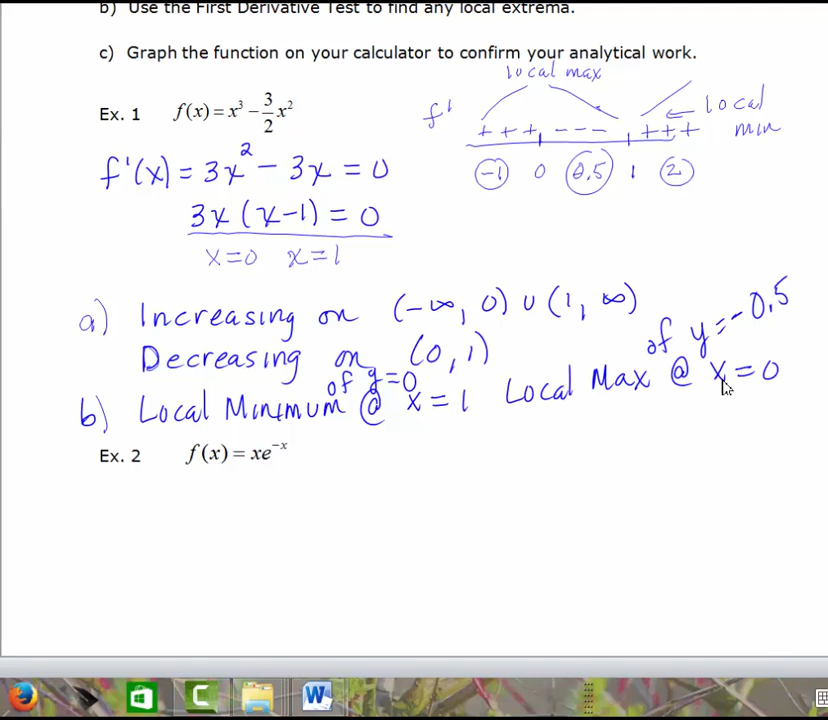 b) Use the First Derivative Test to find any local extrema.
c) Graph the function on your calculator to confirm your analytical work.
local max
Ex. 1 f(x) = x³ − 3/2 x²
f' + + + - - - + + + ← local min
-1 0 0.5 1 2
f'(x) = 3x² − 3x = 0
3x(x−1) = 0
x=0 x=1
a) Increasing on (−∞, 0) ∪ (1, ∞)
Decreasing on (0, 1)
of y=0
of y=-0.5
b) Local Minimum @ x = 1 Local Max @ x = 0
Ex. 2 f(x) = xe⁻ˣ